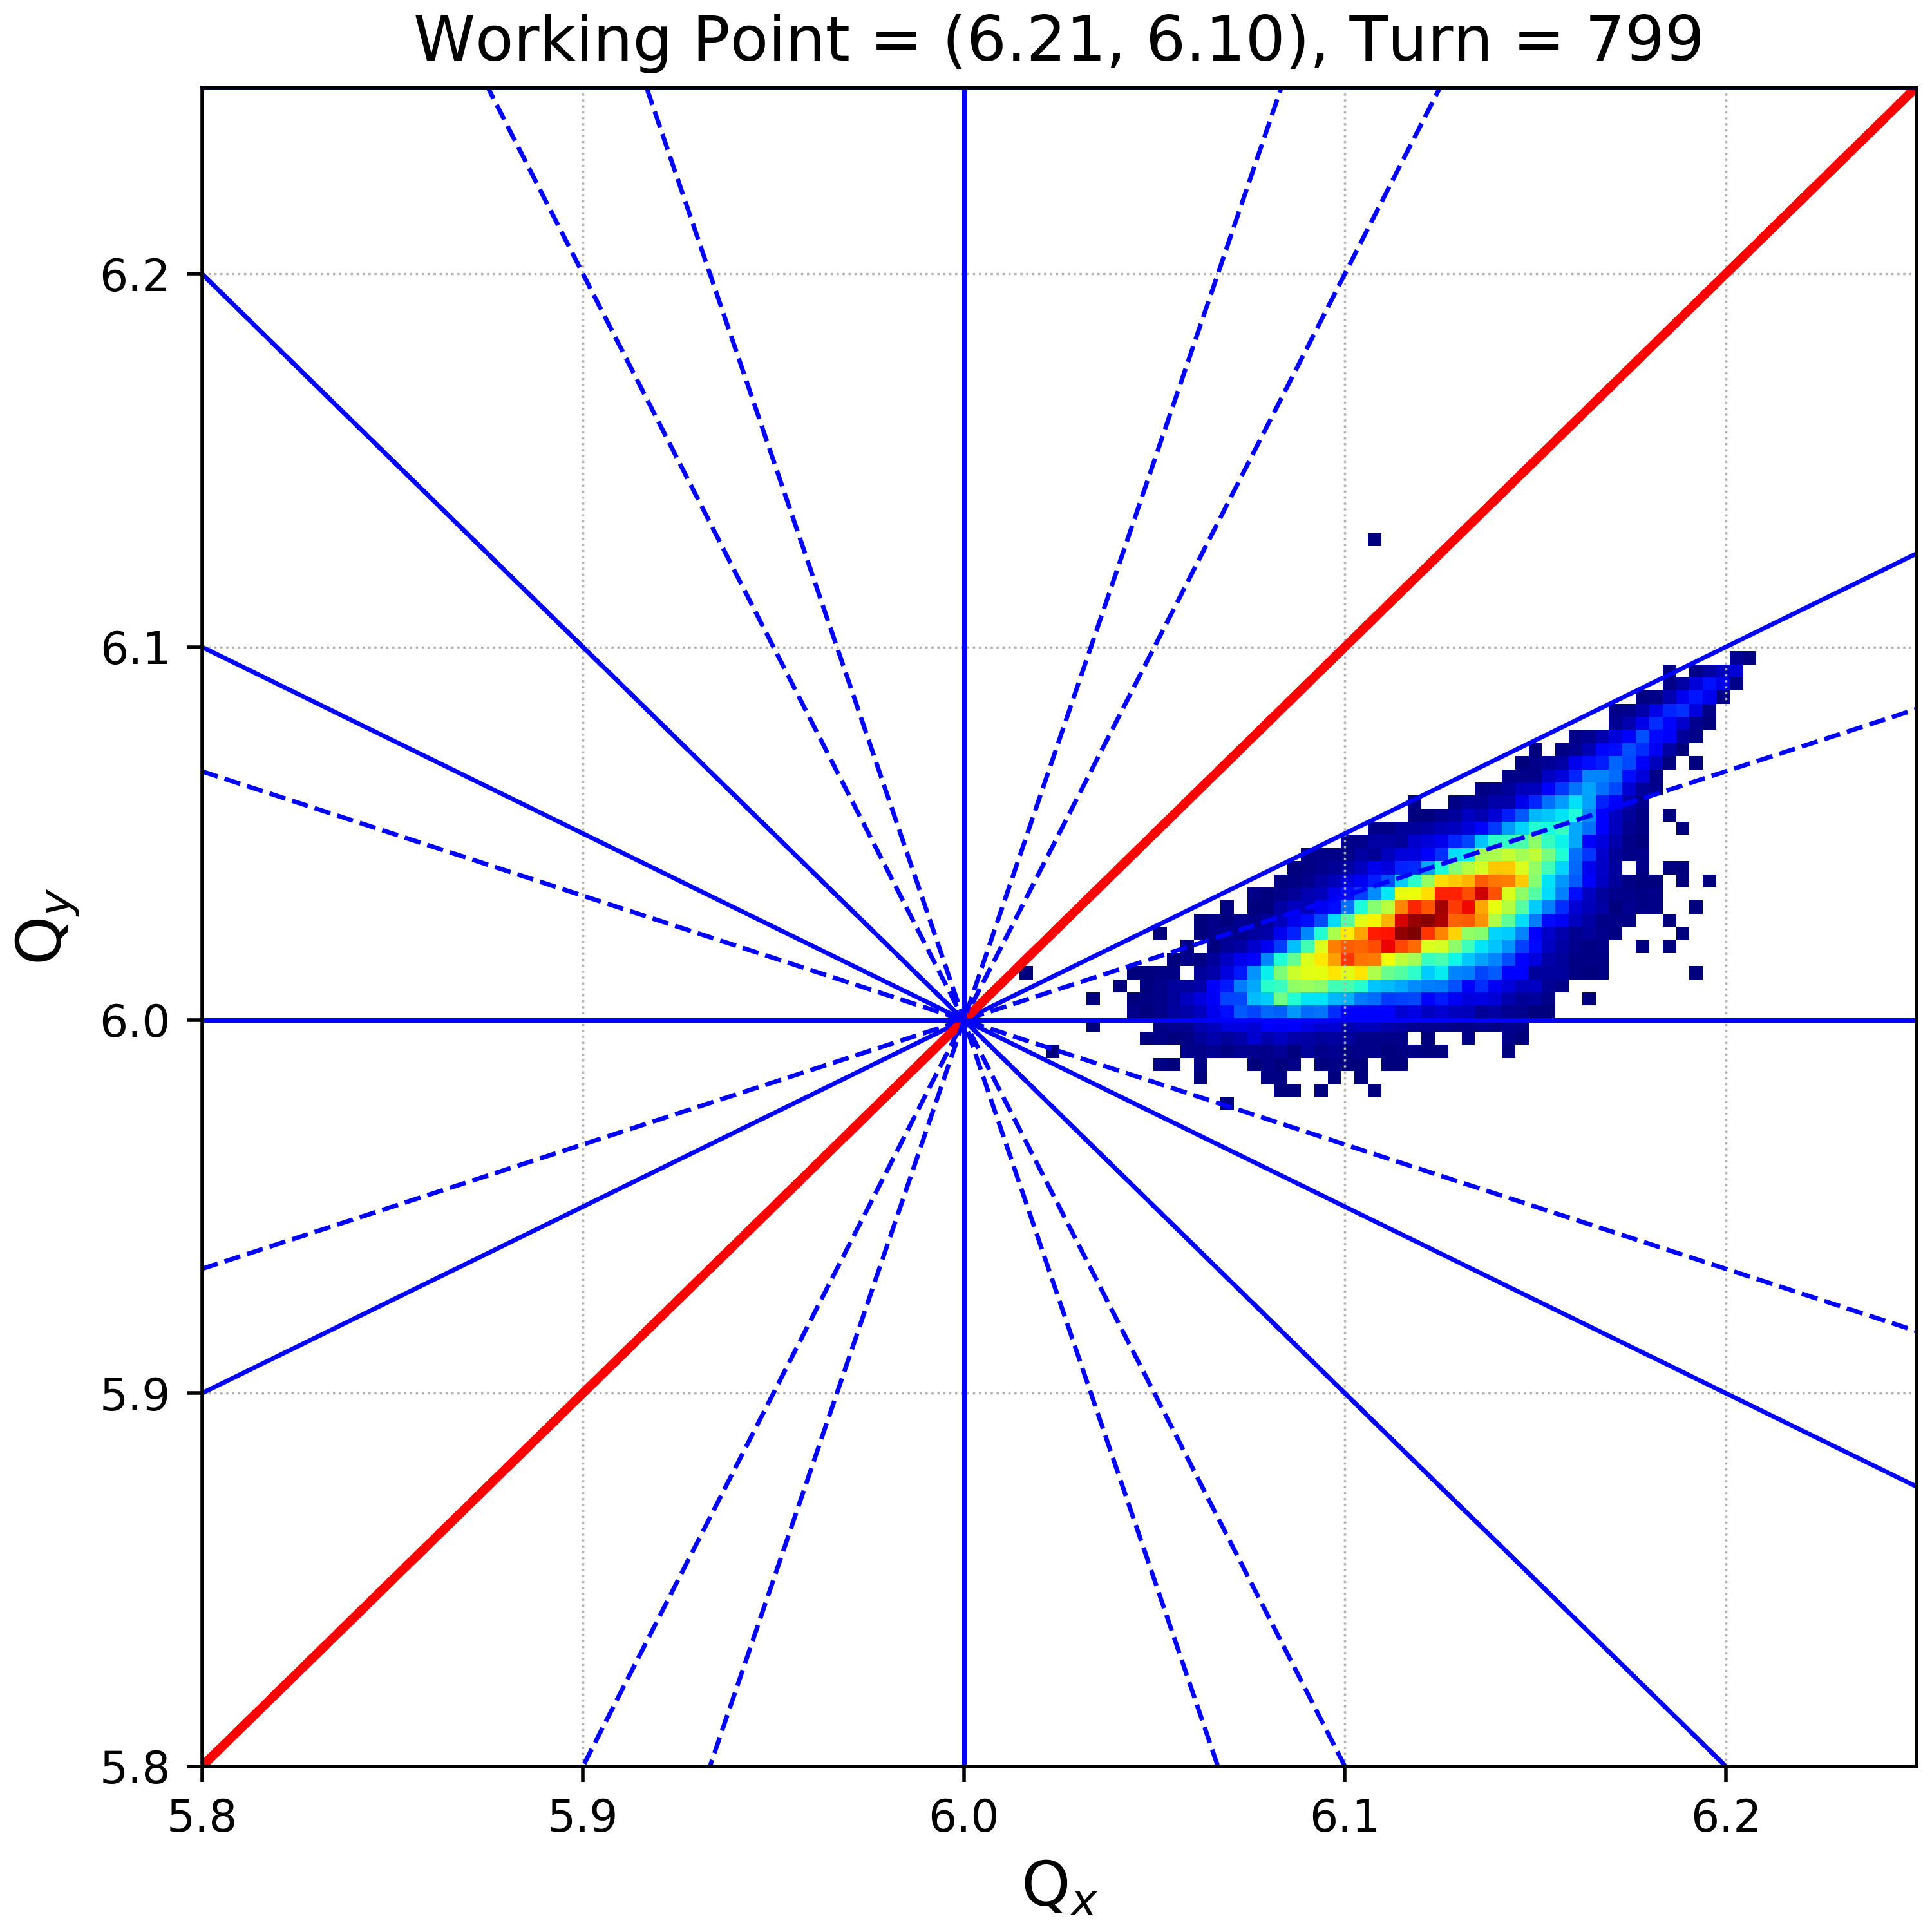 Working Point = (6.21, 6.10), Turn = 799
6.2
6.1
6.0
5.9
5.8
Qy
5.8 5.9 6.0 6.1 6.2
Qx